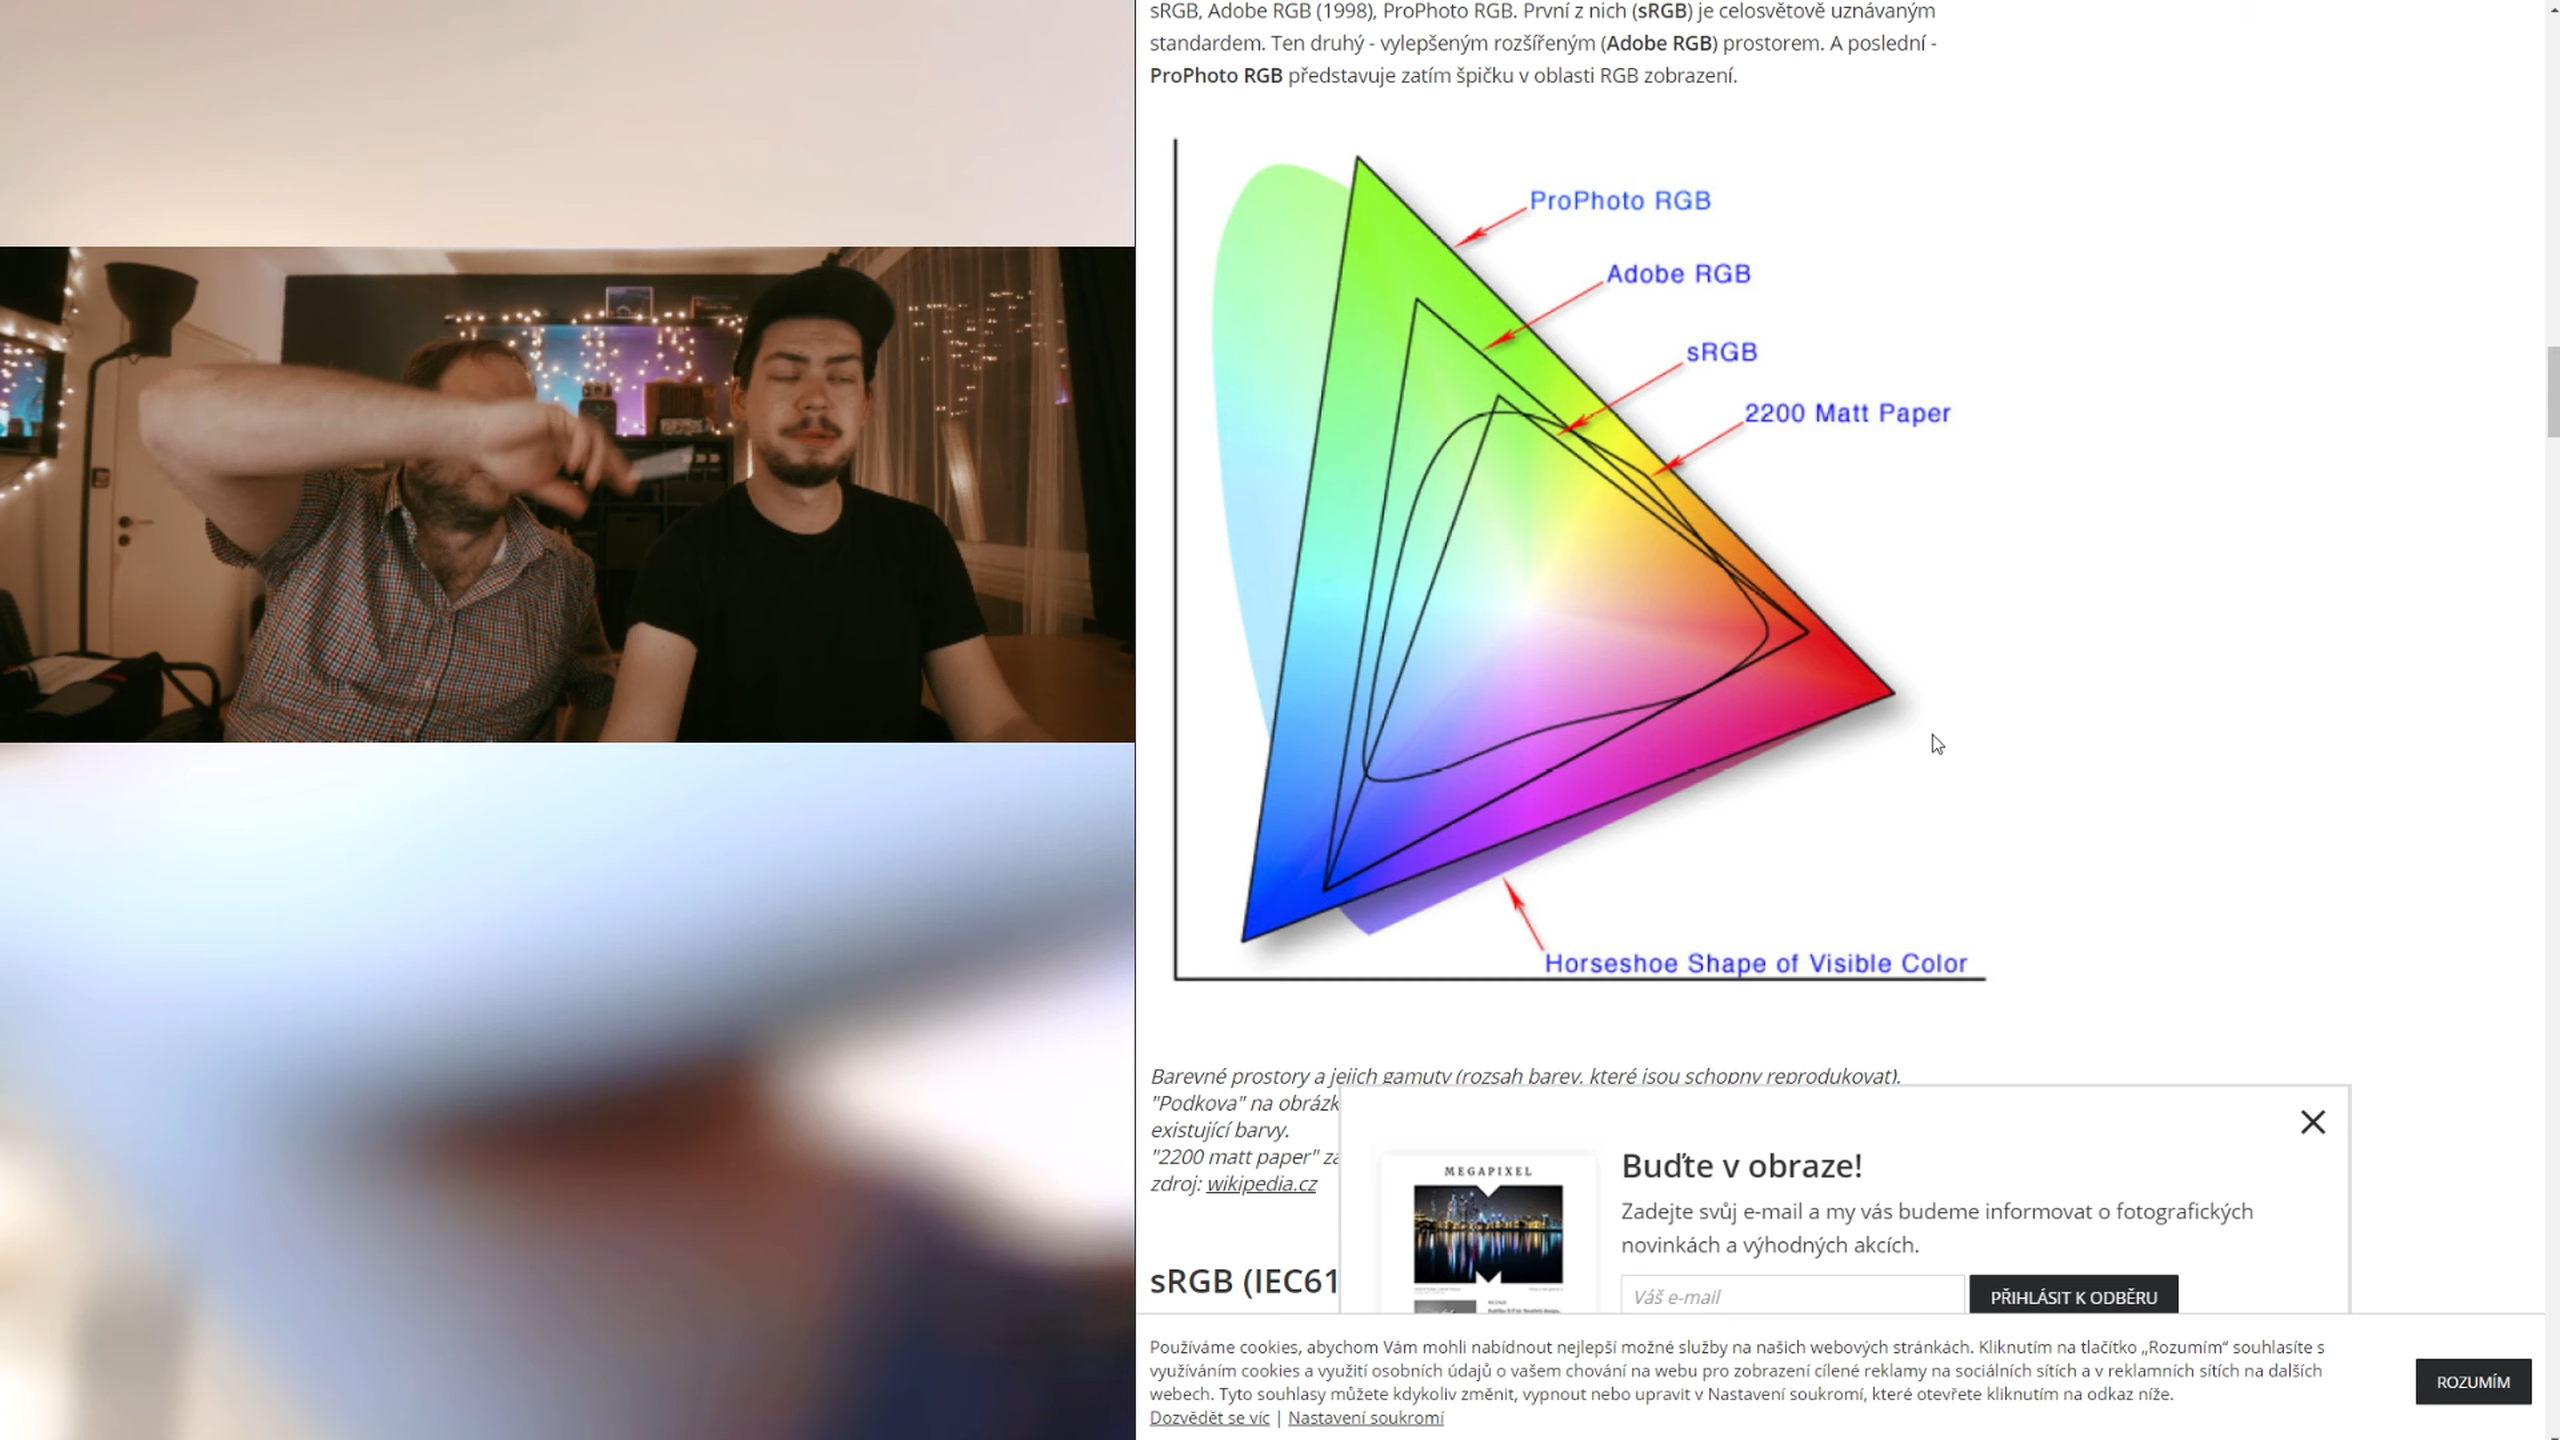 sRGB, Adobe RGB (1998), ProPhoto RGB. První z nich (sRGB) je celosvětově uznávaným
standardem. Ten druhý - vylepšeným rozšířeným (Adobe RGB) prostorem. A poslední -
ProPhoto RGB představuje zatím špičku v oblasti RGB zobrazení.
ProPhoto RGB
Adobe RGB
sRGB
2200 Matt Paper
Horseshoe Shape of Visible Color
Barevné prostory a jejich gamuty (rozsah barev, které jsou schopny reprodukovat).
"Podkova" na obrázk
existující barvy.
"2200 matt paper" za
zdroj: wikipedia.cz
sRGB (IEC61
MEGAPIXEL
Buďte v obraze!
Zadejte svůj e-mail a my vás budeme informovat o fotografických
novinkách a výhodných akcích.
Váš e-mail
PŘIHLÁSIT K ODBĚRU
Používáme cookies, abychom Vám mohli nabídnout nejlepší možné služby na našich webových stránkách. Kliknutím na tlačítko „Rozumím“ souhlasíte s
využíváním cookies a využití osobních údajů o vašem chování na webu pro zobrazení cílené reklamy na sociálních sítích a v reklamních sítích na dalších
webech. Tyto souhlasy můžete kdykoliv změnit, vypnout nebo upravit v Nastavení soukromí, které otevřete kliknutím na odkaz níže.
Dozvědět se víc | Nastavení soukromí
ROZUMÍM